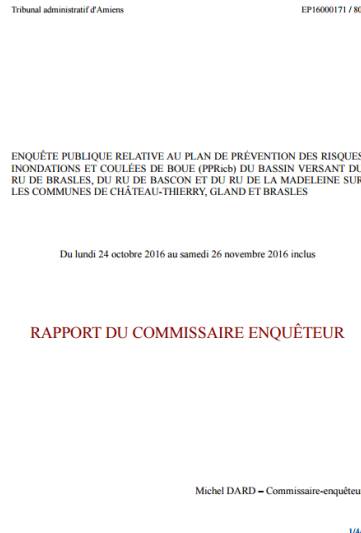 Tribunal administratif d'Amiens EP16000171 / 80
ENQUÊTE PUBLIQUE RELATIVE AU PLAN DE PRÉVENTION DES RISQUES
INONDATIONS ET COULÉES DE BOUE (PPRicb) DU BASSIN VERSANT DU
RU DE BRASLES, DU RU DE BASCON ET DU RU DE LA MADELEINE SUR
LES COMMUNES DE CHÂTEAU-THIERRY, GLAND ET BRASLES
Du lundi 24 octobre 2016 au samedi 26 novembre 2016 inclus
RAPPORT DU COMMISSAIRE ENQUÊTEUR
Michel DARD – Commissaire-enquêteur